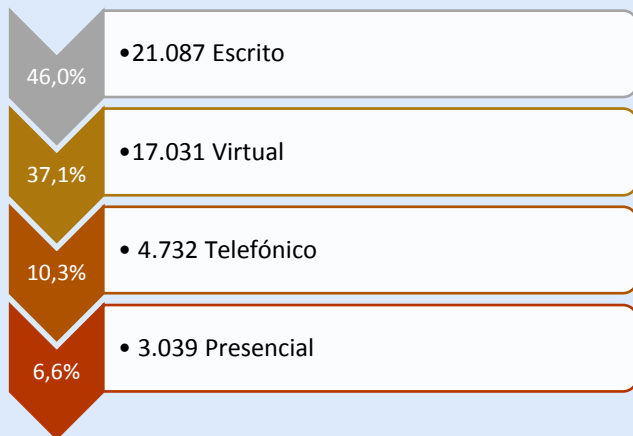 46,0%
•21.087 Escrito
37,1%
•17.031 Virtual
10,3%
• 4.732 Telefónico
6,6%
• 3.039 Presencial